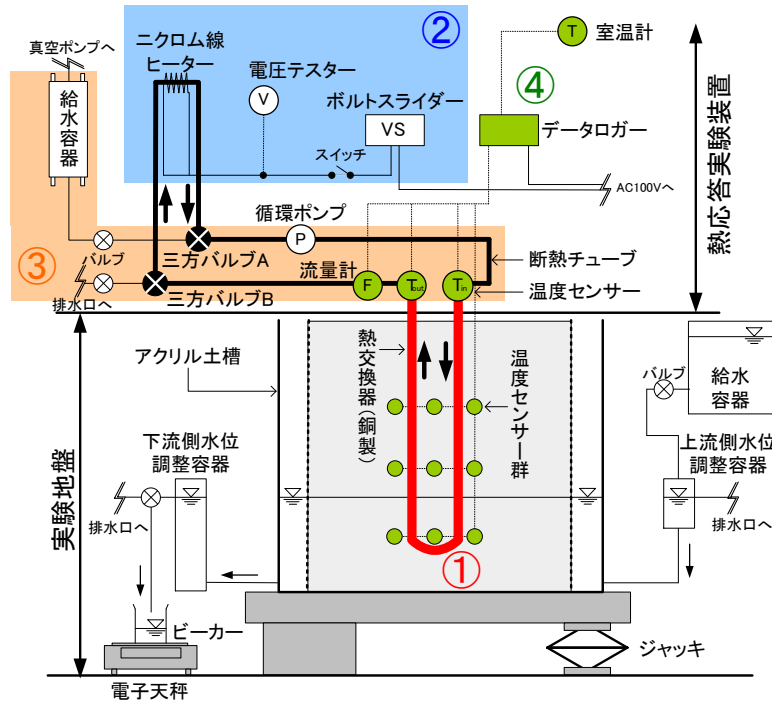 真空ポンプへ
ニクロム線
ヒーター
②
電圧テスター
V
ボルトスライダー
VS
スイッチ
T
室温計
④
データロガー
AC100Vへ
熱応答実験装置
給水容器
③
バルブ
排水口へ
三方バルブA
三方バルブB
循環ポンプ
P
流量計
F
Tout
Tin
断熱チューブ
温度センサー
アクリル土槽
熱交換器(銅製)
温度センサー群
①
バルブ
給水
容器
上流側水位
調整容器
排水口へ
下流側水位
調整容器
排水口へ
実験地盤
ビーカー
電子天秤
ジャッキ